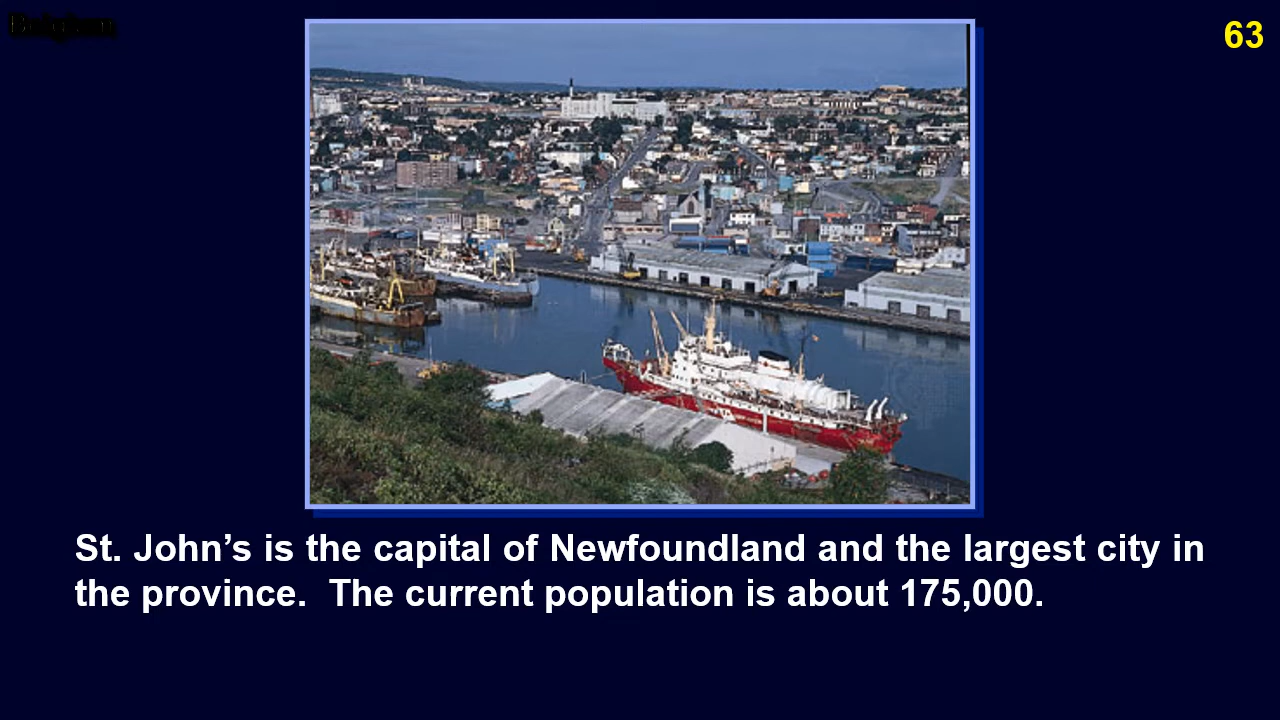 Belgium
63
St. John’s is the capital of Newfoundland and the largest city in
the province.  The current population is about 175,000.